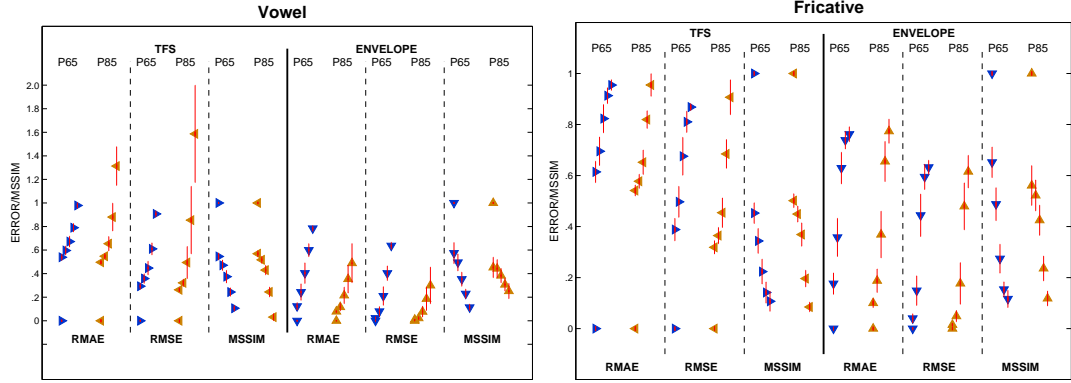 Vowel
TFS ENVELOPE
P65 P85 P65 P85 P65 P85 P65 P85 P65 P85 P65 P85
2.0
1.8
1.6
1.4
1.2
1.0
.8
.6
.4
.2
0
ERROR/MSSIM
RMAE RMSE MSSIM RMAE RMSE MSSIM
Fricative
TFS ENVELOPE
P65 P85 P65 P85 P65 P85 P65 P85 P65 P85 P65 P85
1
.8
.6
.4
.2
0
ERROR/MSSIM
RMAE RMSE MSSIM RMAE RMSE MSSIM